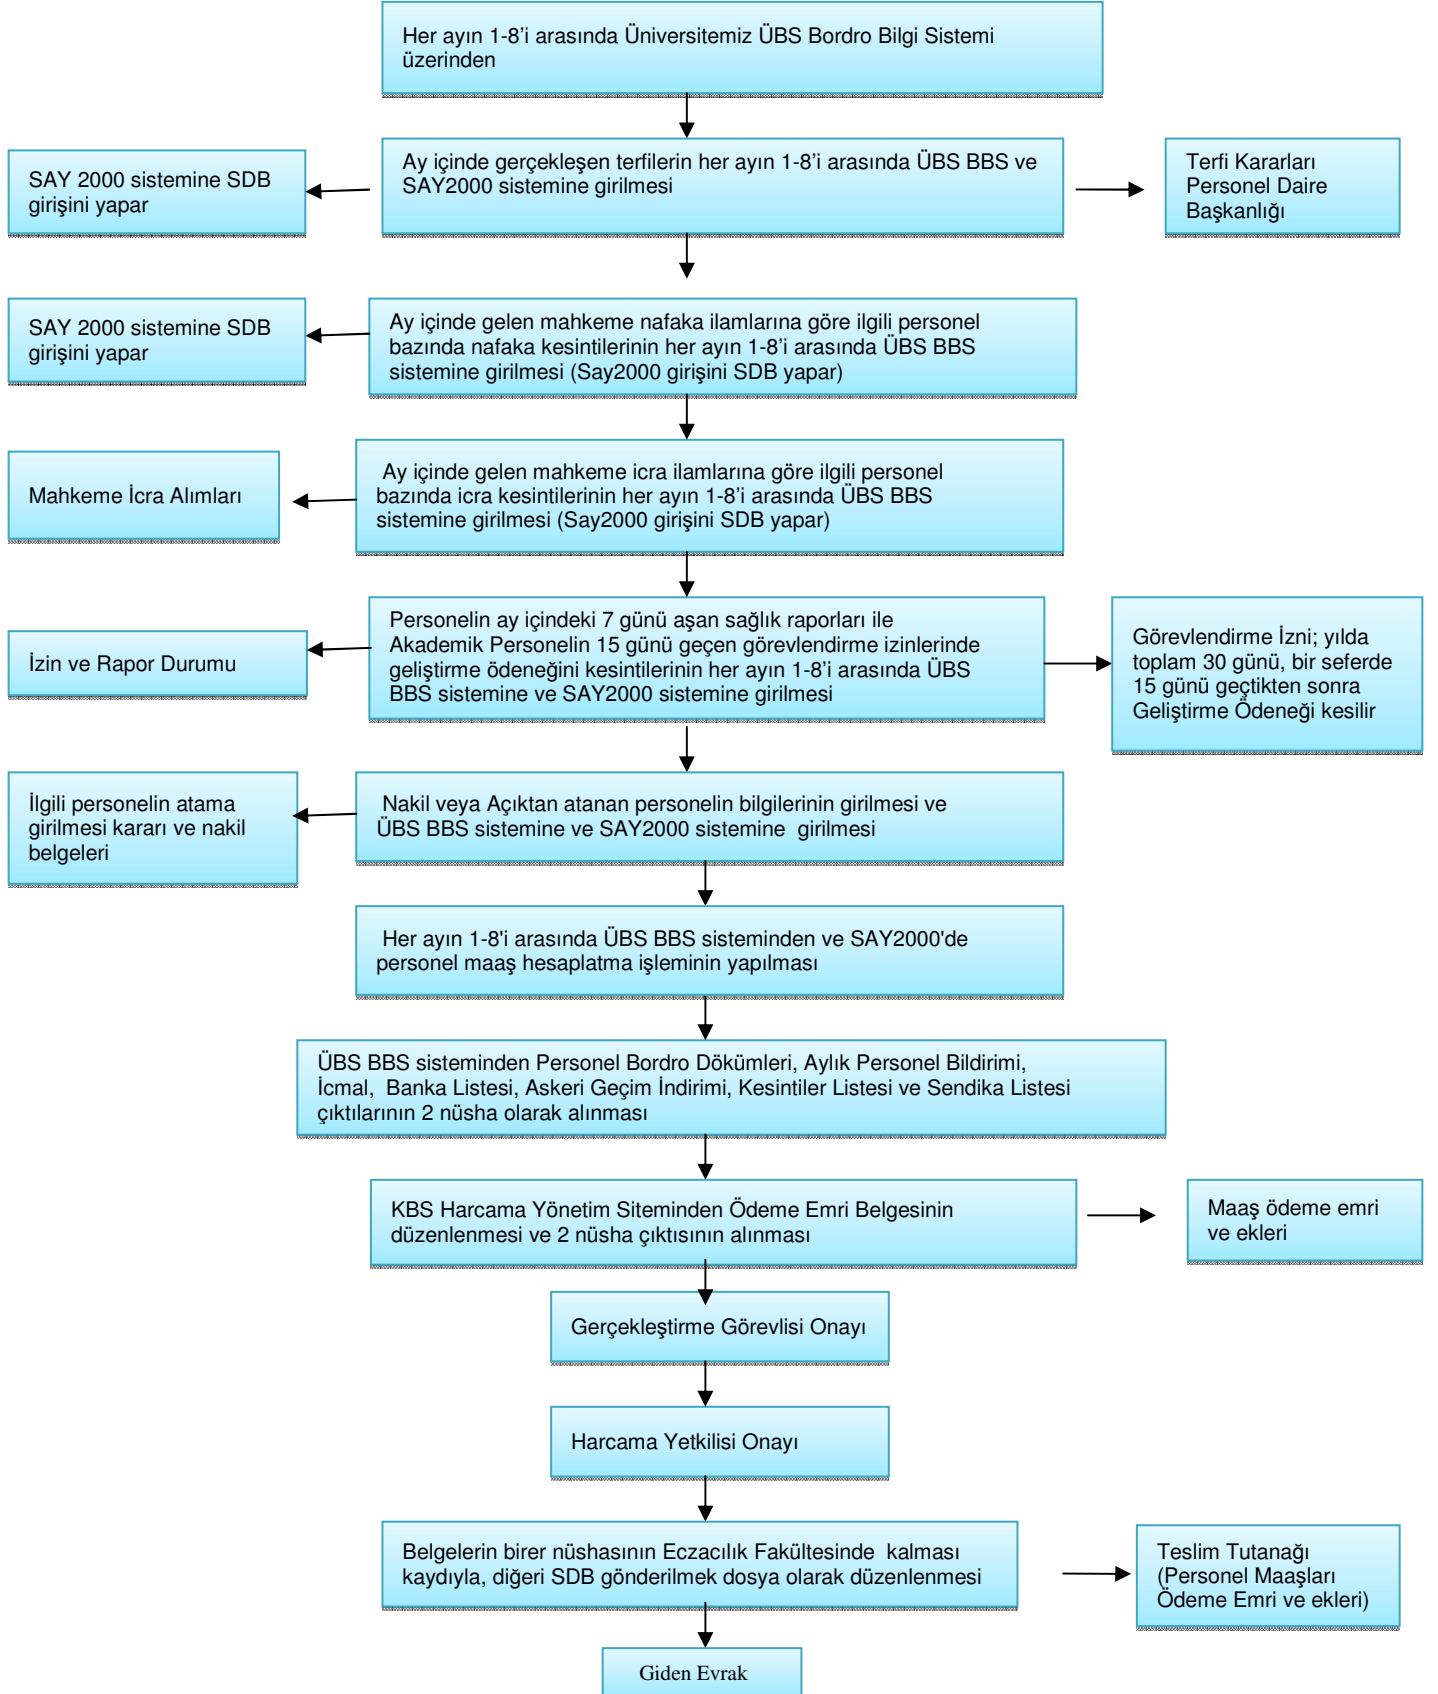 Her ayın 1-8’i arasında Üniversitemiz ÜBS Bordro Bilgi Sistemi
üzerinden
SAY 2000 sistemine SDB
girişini yapar
Ay içinde gerçekleşen terfilerin her ayın 1-8’i arasında ÜBS BBS ve
SAY2000 sistemine girilmesi
Terfi Kararları
Personel Daire
Başkanlığı
SAY 2000 sistemine SDB
girişini yapar
Ay içinde gelen mahkeme nafaka ilamlarına göre ilgili personel
bazında nafaka kesintilerinin her ayın 1-8’i arasında ÜBS BBS
sistemine girilmesi (Say2000 girişini SDB yapar)
Mahkeme İcra Alımları
Ay içinde gelen mahkeme icra ilamlarına göre ilgili personel
bazında icra kesintilerinin her ayın 1-8’i arasında ÜBS BBS
sistemine girilmesi (Say2000 girişini SDB yapar)
İzin ve Rapor Durumu
Personelin ay içindeki 7 günü aşan sağlık raporları ile
Akademik Personelin 15 günü geçen görevlendirme izinlerinde
geliştirme ödeneğini kesintilerinin her ayın 1-8’i arasında ÜBS
BBS sistemine ve SAY2000 sistemine girilmesi
Görevlendirme İzni; yılda
toplam 30 günü, bir seferde
15 günü geçtikten sonra
Geliştirme Ödeneği kesilir
İlgili personelin atama
girilmesi kararı ve nakil
belgeleri
Nakil veya Açıktan atanan personelin bilgilerinin girilmesi ve
ÜBS BBS sistemine ve SAY2000 sistemine  girilmesi
Her ayın 1-8'i arasında ÜBS BBS sisteminden ve SAY2000'de
personel maaş hesaplatma işleminin yapılması
ÜBS BBS sisteminden Personel Bordro Dökümleri, Aylık Personel Bildirimi,
İcmal,  Banka Listesi, Askeri Geçim İndirimi, Kesintiler Listesi ve Sendika Listesi
çıktılarının 2 nüsha olarak alınması
KBS Harcama Yönetim Siteminden Ödeme Emri Belgesinin
düzenlenmesi ve 2 nüsha çıktısının alınması
Maaş ödeme emri
ve ekleri
Gerçekleştirme Görevlisi Onayı
Harcama Yetkilisi Onayı
Belgelerin birer nüshasının Eczacılık Fakültesinde  kalması
kaydıyla, diğeri SDB gönderilmek dosya olarak düzenlenmesi
Teslim Tutanağı
(Personel Maaşları
Ödeme Emri ve ekleri)
Giden Evrak